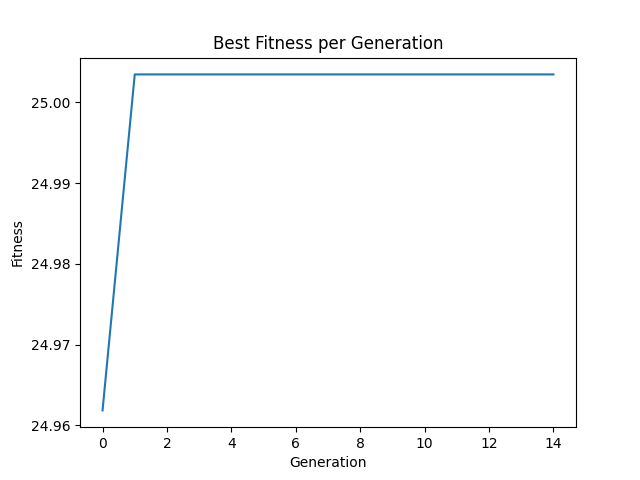 Best Fitness per Generation
25.00
24.99
24.98
24.97
24.96
Fitness
0 2 4 6 8 10 12 14
Generation